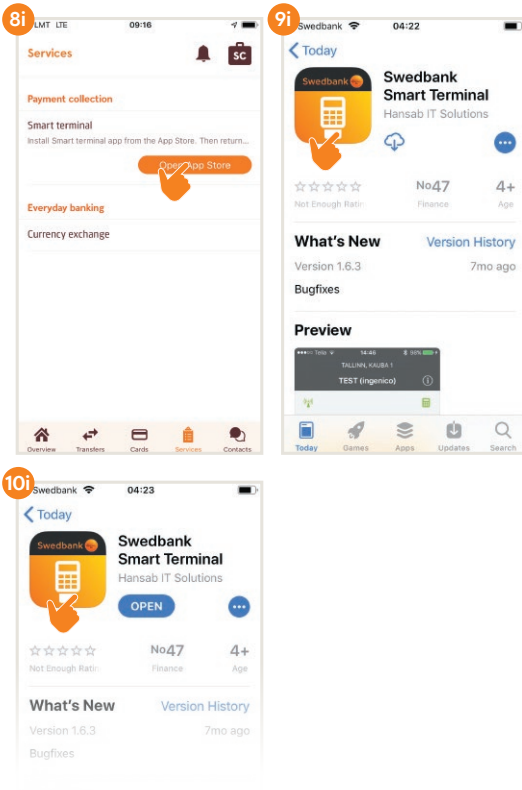 8i
LMT LTE 09:16
Services
SC
Payment collection
Smart terminal
Install Smart terminal app from the App Store. Then return...
Open App Store
Everyday banking
Currency exchange
Overview Transfers Cards Services Contacts
9i
Swedbank 04:22
Today
Swedbank
Swedbank
Smart Terminal
Hansab IT Solutions
No47 4+
Not Enough Ratin Finance Age
What's New Version History
Version 1.6.3 7mo ago
Bugfixes
Preview
Telia 14:46 98%
TALLINN, KAUBA 1
TEST (ingenico)
Today Games Apps Updates Search
10i
Swedbank 04:23
Today
Swedbank
Swedbank
Smart Terminal
Hansab IT Solutions
OPEN
No47 4+
Not Enough Ratin Finance Age
What's New Version History
Version 1.6.3 7mo ago
Bugfixes